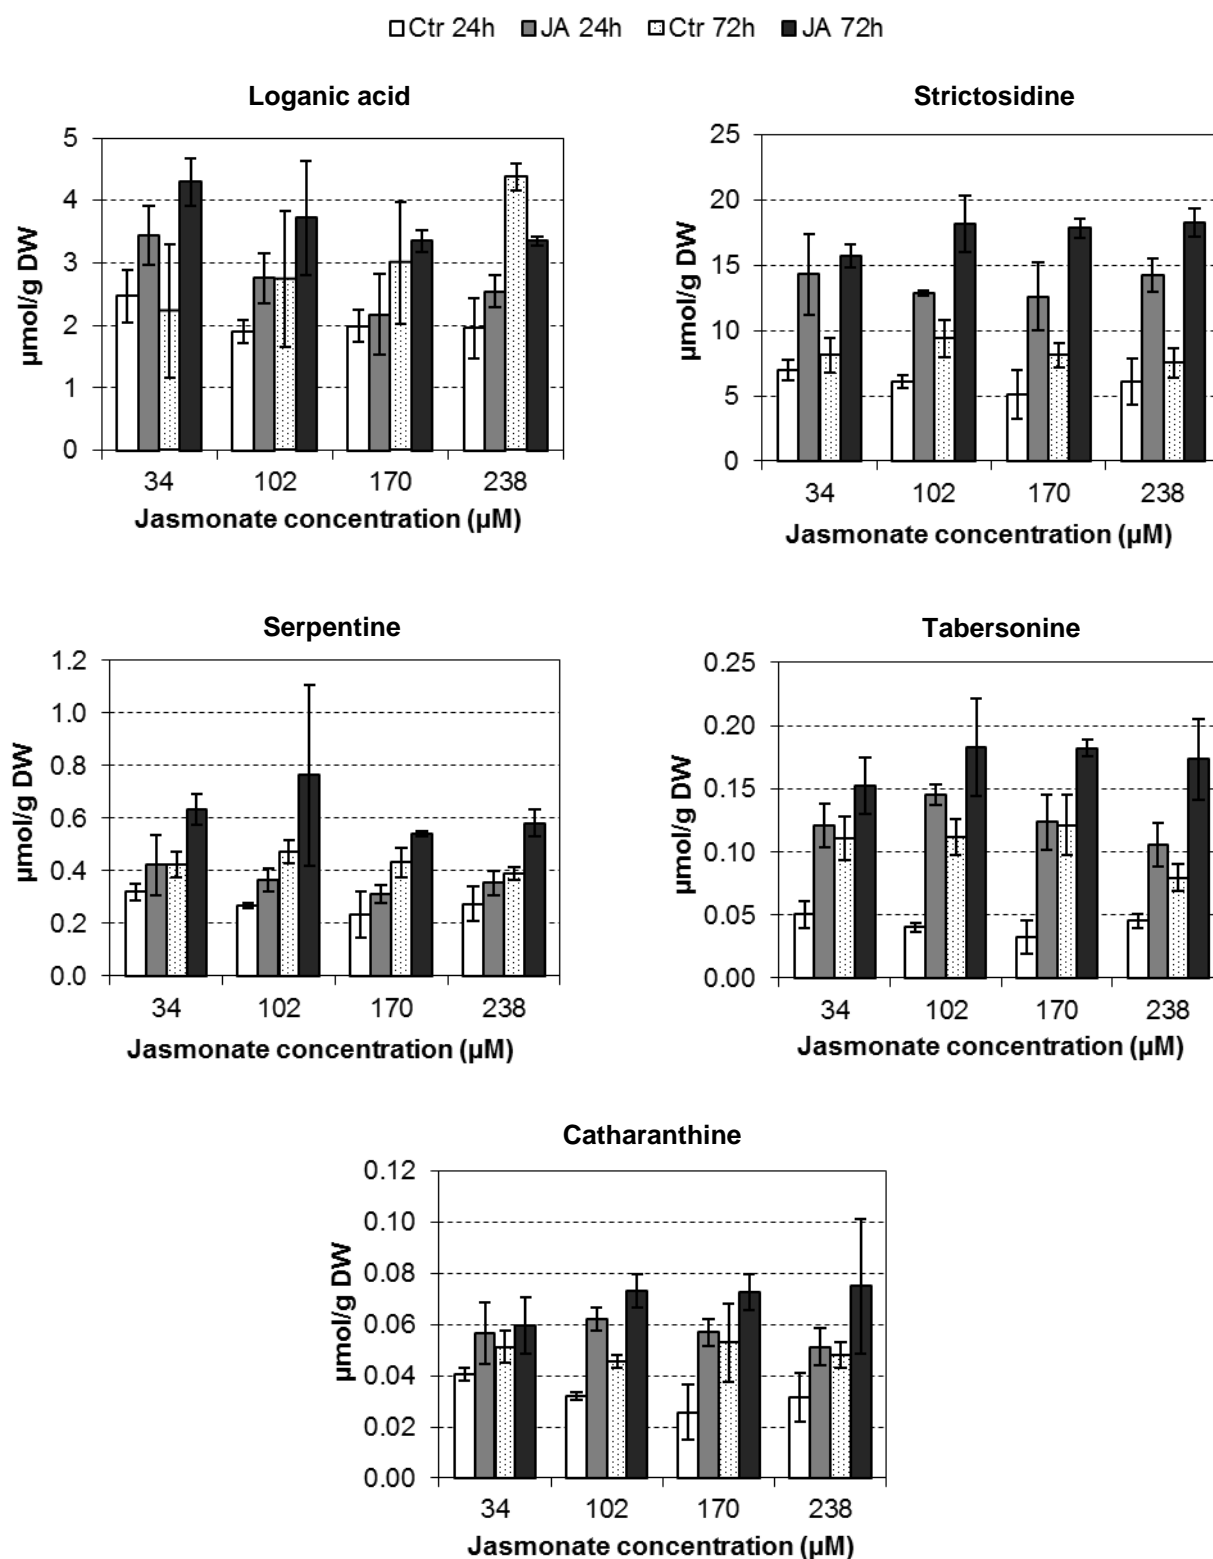 Ctr 24h JA 24h Ctr 72h JA 72h
Loganic acid
µmol/g DW
5
4
3
2
1
0
34 102 170 238
Jasmonate concentration (µM)
Strictosidine
µmol/g DW
25
20
15
10
5
0
34 102 170 238
Jasmonate concentration (µM)
Serpentine
µmol/g DW
1.2
1.0
0.8
0.6
0.4
0.2
0.0
34 102 170 238
Jasmonate concentration (µM)
Tabersonine
µmol/g DW
0.25
0.20
0.15
0.10
0.05
0.00
34 102 170 238
Jasmonate concentration (µM)
Catharanthine
µmol/g DW
0.12
0.10
0.08
0.06
0.04
0.02
0.00
34 102 170 238
Jasmonate concentration (µM)